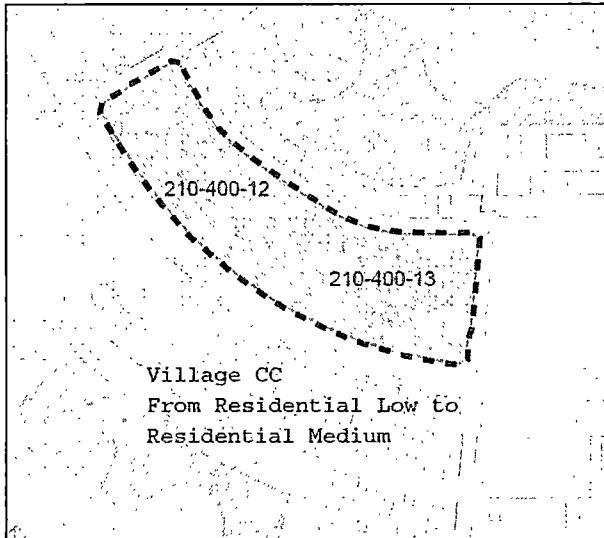 210-400-12
210-400-13
Village CC
From Residential Low to
Residential Medium